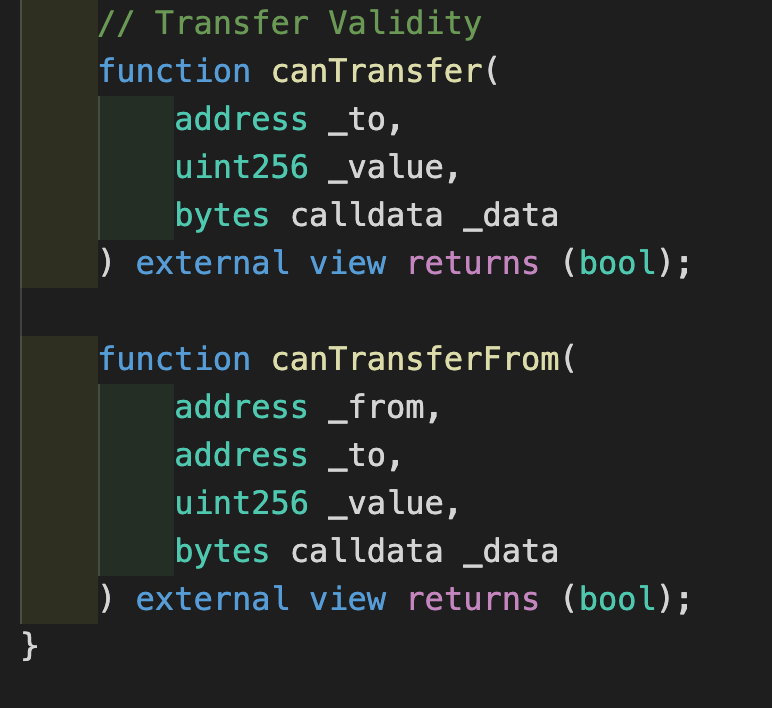 // Transfer Validity
function canTransfer(
address _to,
uint256 _value,
bytes calldata _data
) external view returns (bool);
function canTransferFrom(
address _from,
address _to,
uint256 _value,
bytes calldata _data
) external view returns (bool);
}